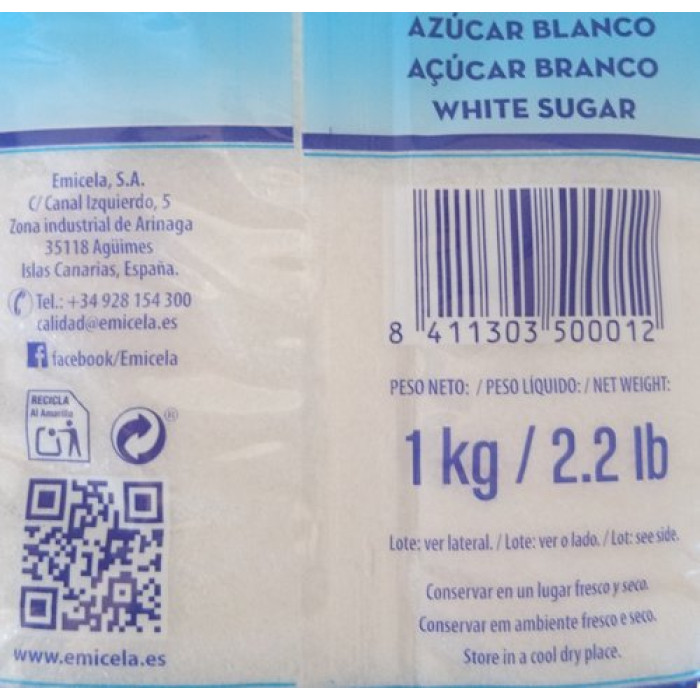 AZÚCAR BLANCO
AÇÚCAR BRANCO
WHITE SUGAR
Emicela, S.A.
C/ Canal Izquierdo, 5
Zona industrial de Arinaga
35118 Agüimes
Islas Canarias, España.
Tel.: +34 928 154 300
calidad@emicela.es
facebook/Emicela
RECICLA
Al Amarillo
®
www.emicela.es
8 411303 500012
PESO NETO: / PESO LÍQUIDO: / NET WEIGHT:
1 kg / 2.2 lb
Lote: ver lateral. / Lote: ver o lado. / Lot: see side.
Conservar en un lugar fresco y seco.
Conservar em ambiente fresco e seco.
Store in a cool dry place.